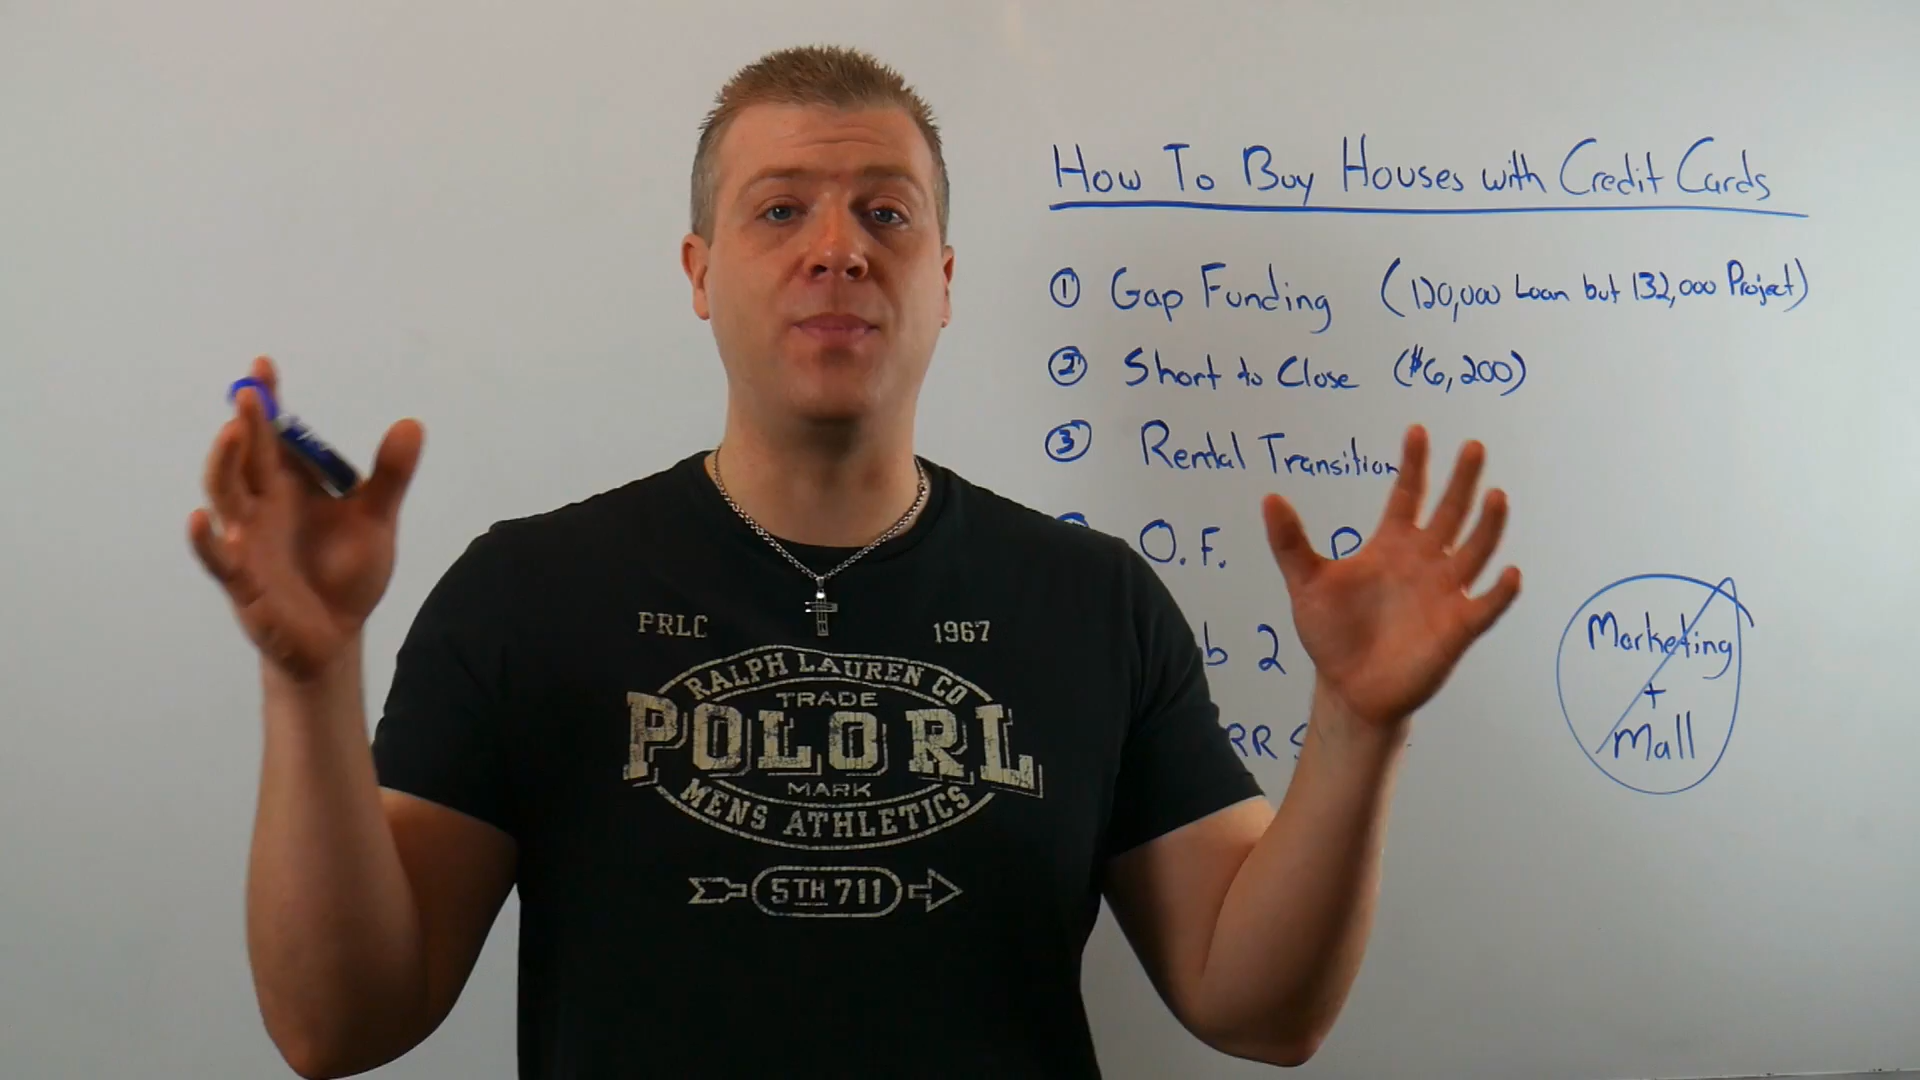 How To Buy Houses with Credit Cards
① Gap Funding (120,000 Loan but 132,000 Project)
② Short to Close ($6,200)
③ Rental Transition
O.F.
b 2
RR
Marketing
+
Mall
PRLC 1967
RALPH LAUREN CO
TRADE
POLO RL
MARK
MENS ATHLETICS
5TH 711